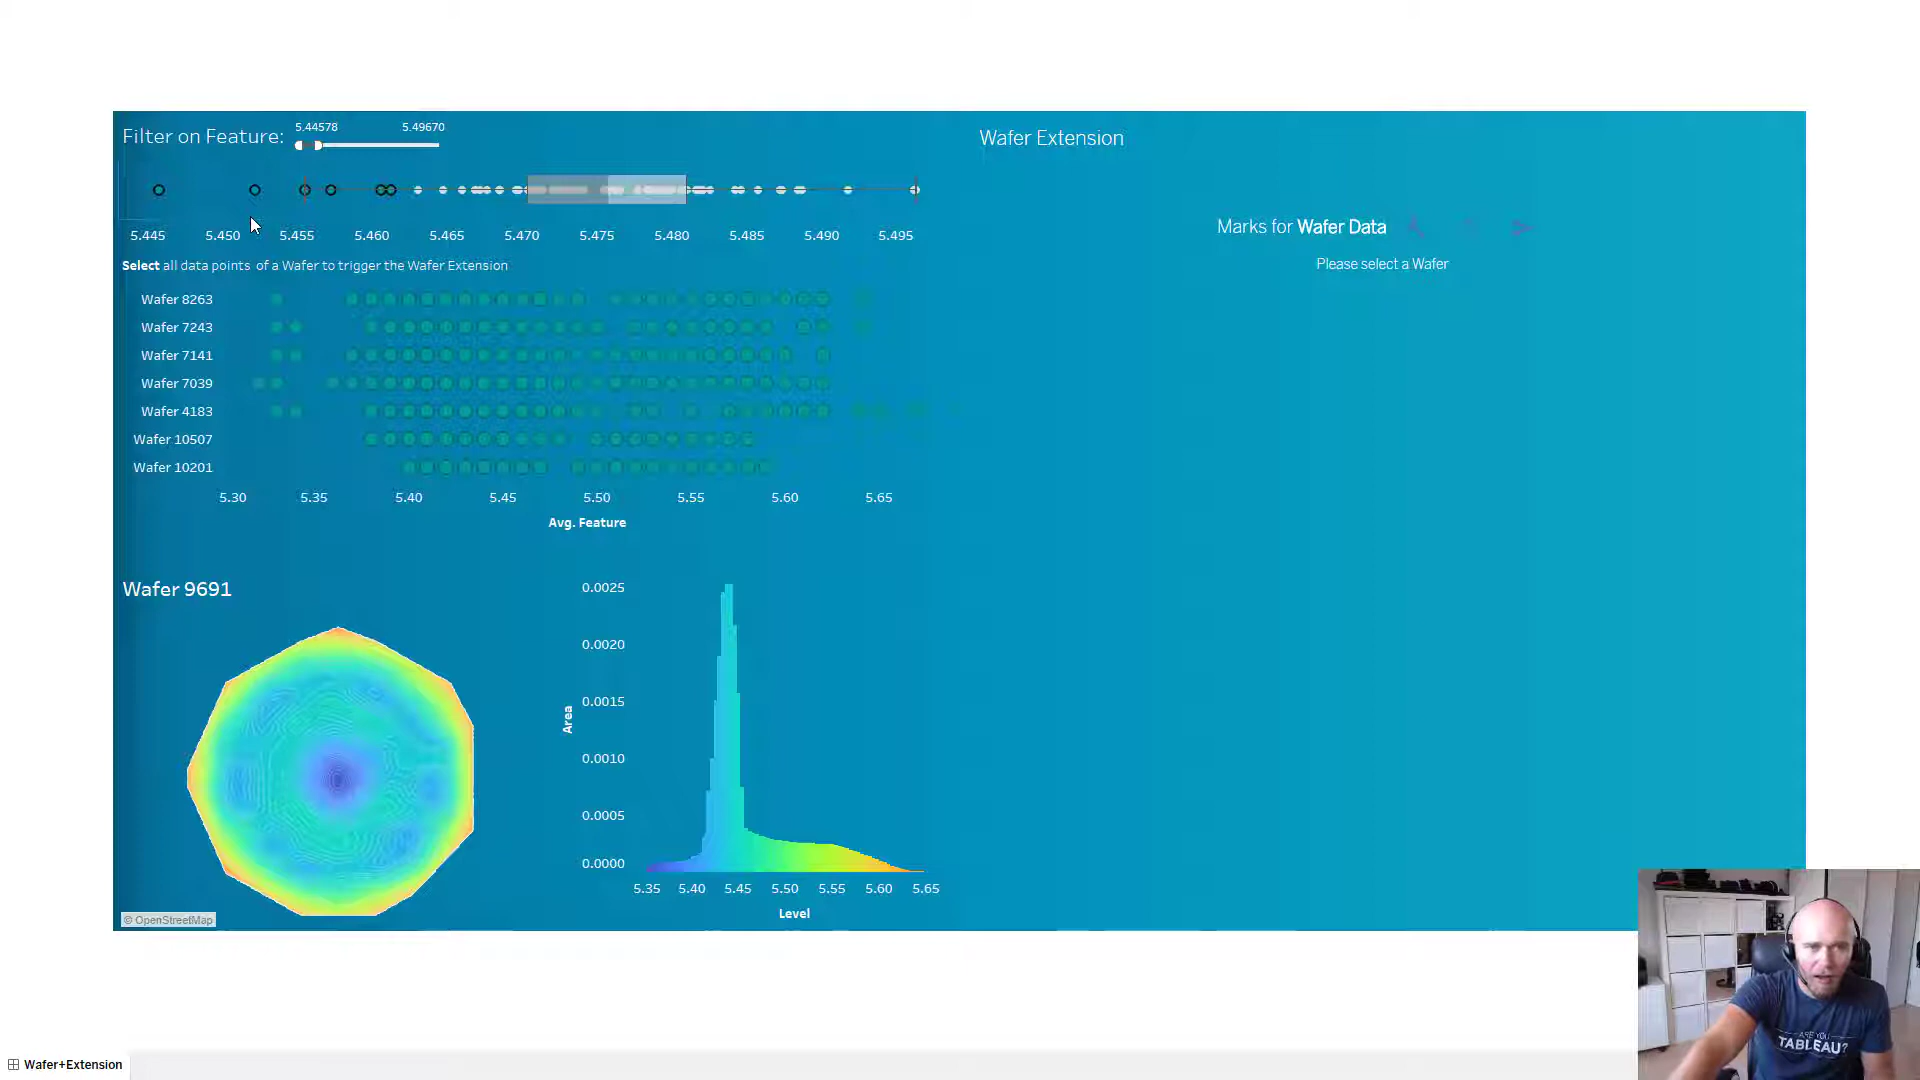 Filter on Feature:
5.44578 5.49670
5.445 5.450 5.455 5.460 5.465 5.470 5.475 5.480 5.485 5.490 5.495
Select all data points of a Wafer to trigger the Wafer Extension
Wafer 8263
Wafer 7243
Wafer 7141
Wafer 7039
Wafer 4183
Wafer 10507
Wafer 10201
5.30 5.35 5.40 5.45 5.50 5.55 5.60 5.65
Avg. Feature
Wafer 9691
© OpenStreetMap
0.0025
0.0020
0.0015
0.0010
0.0005
0.0000
Area
5.35 5.40 5.45 5.50 5.55 5.60 5.65
Level
Wafer Extension
Marks for Wafer Data
Please select a Wafer
ARE YOU
TABLEAU?
Wafer+Extension